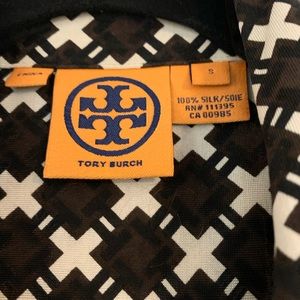 S
100% SILK/SOIE
RN# 111395
CA 00985
TORY BURCH